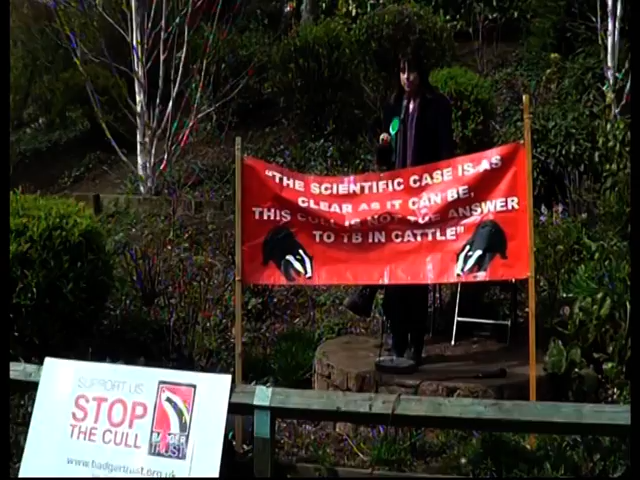 "THE SCIENTIFIC CASE IS AS
CLEAR AS IT CAN BE,
THIS CULL IS NOT THE ANSWER
TO TB IN CATTLE"
SUPPORT US
STOP
THE CULL
BADGER
TRUST
www.badgertrust.org.uk